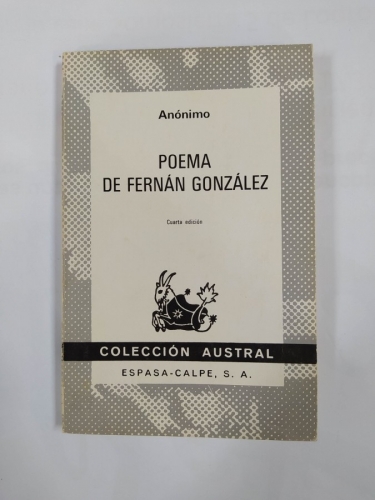 Anónimo
POEMA
DE FERNÁN GONZÁLEZ
Cuarta edición
COLECCIÓN AUSTRAL
ESPASA-CALPE, S. A.